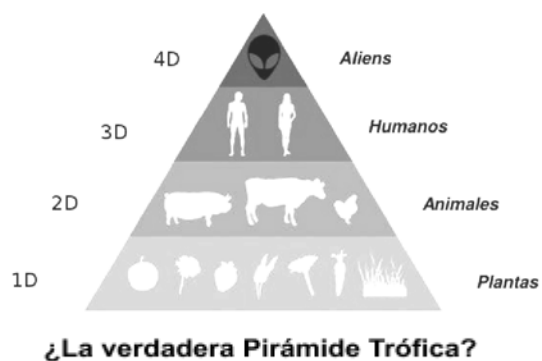 4D Aliens
3D Humanos
2D Animales
1D Plantas
¿La verdadera Pirámide Trófica?